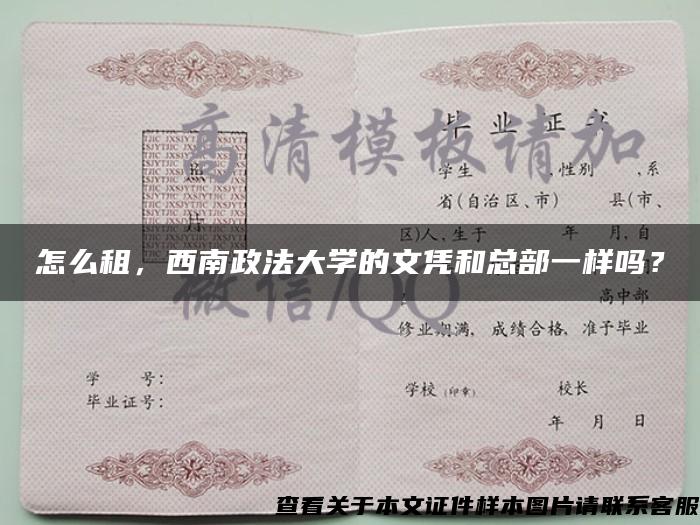 高清模板请加
毕业证书
学生 ,性别 ,系
省(自治区、市) 县(市、
区)人,生于 年 月,自
照
片
TJIC JXSJYT
怎么租，西南政法大学的文凭和总部一样吗？
微信/QQ
高中部
修业期满, 成绩合格, 准予毕业
学 号:
毕业证号:
学校 (印章) 校长
年 月 日
查看关于本文证件样本图片请联系客服